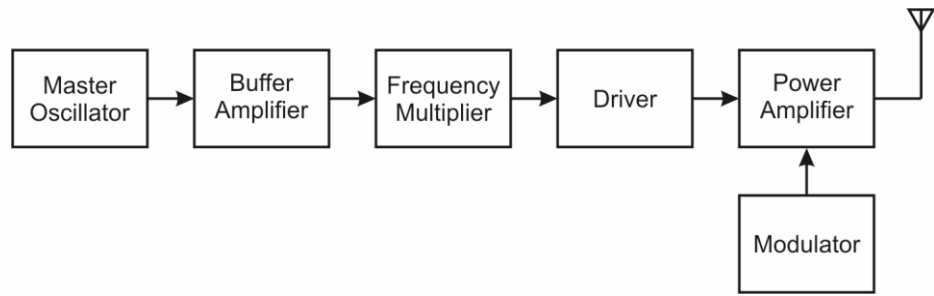 Master
Oscillator
Buffer
Amplifier
Frequency
Multiplier
Driver
Power
Amplifier
Modulator